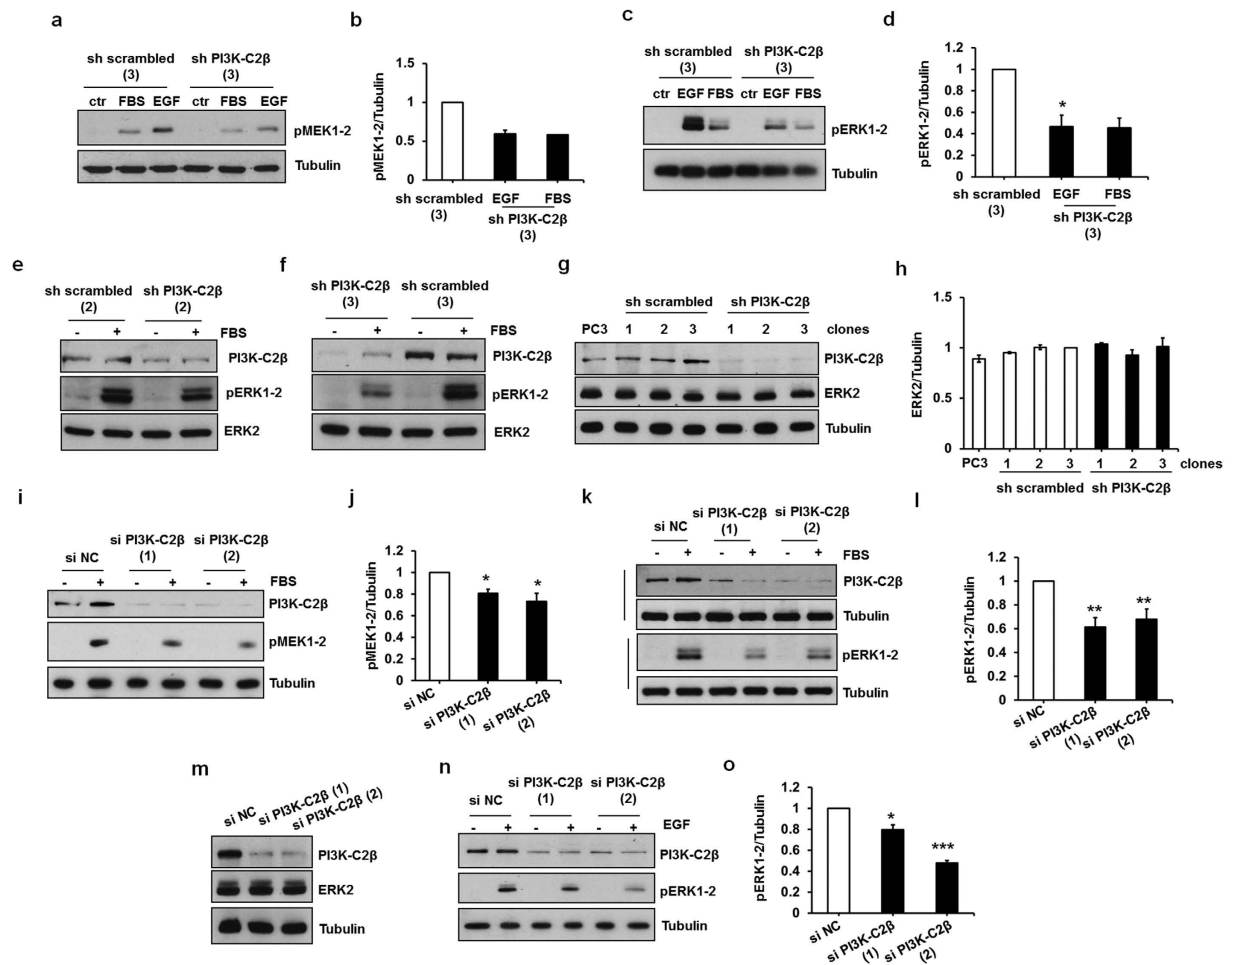 a
sh scrambled
(3)
sh PI3K-C2β
(3)
ctr FBS EGF ctr FBS EGF
pMEK1-2
Tubulin
b
pMEK1-2/Tubulin
1.5
1
0.5
0
sh scrambled
(3)
EGF FBS
sh PI3K-C2β
(3)
c
sh scrambled
(3)
sh PI3K-C2β
(3)
ctr EGF FBS ctr EGF FBS
pERK1-2
Tubulin
d
pERK1-2/Tubulin
1.2
1
0.8
0.6
0.4
0.2
0
*
sh scrambled
(3)
EGF FBS
sh PI3K-C2β
(3)
e
sh scrambled
(2)
sh PI3K-C2β
(2)
- + - + FBS
PI3K-C2β
pERK1-2
ERK2
f
sh PI3K-C2β
(3)
sh scrambled
(3)
- + - + FBS
PI3K-C2β
pERK1-2
ERK2
g
sh scrambled sh PI3K-C2β
PC3 1 2 3 1 2 3 clones
PI3K-C2β
ERK2
Tubulin
h
ERK2/Tubulin
1.5
1
0.5
0
PC3 1 2 3 1 2 3 clones
sh scrambled sh PI3K-C2β
i
si NC
si PI3K-C2β
(1)
si PI3K-C2β
(2)
- + - + - + FBS
PI3K-C2β
pMEK1-2
Tubulin
j
pMEK1-2/Tubulin
1.2
1
0.8
0.6
0.4
0.2
0
* *
si NC
si PI3K-C2β
(1)
si PI3K-C2β
(2)
k
si NC
si PI3K-C2β
(1)
si PI3K-C2β
(2)
- + - + - + FBS
PI3K-C2β
Tubulin
pERK1-2
Tubulin
l
pERK1-2/Tubulin
1.2
1
0.8
0.6
0.4
0.2
0
** **
si NC
si PI3K-C2β
(1)
si PI3K-C2β
(2)
m
si NC
si PI3K-C2β (1)
si PI3K-C2β (2)
PI3K-C2β
ERK2
Tubulin
n
si NC
si PI3K-C2β
(1)
si PI3K-C2β
(2)
- + - + - + EGF
PI3K-C2β
pERK1-2
Tubulin
o
pERK1-2/Tubulin
1.2
1
0.8
0.6
0.4
0.2
0
* ***
si NC
si PI3K-C2β
(1)
si PI3K-C2β
(2)